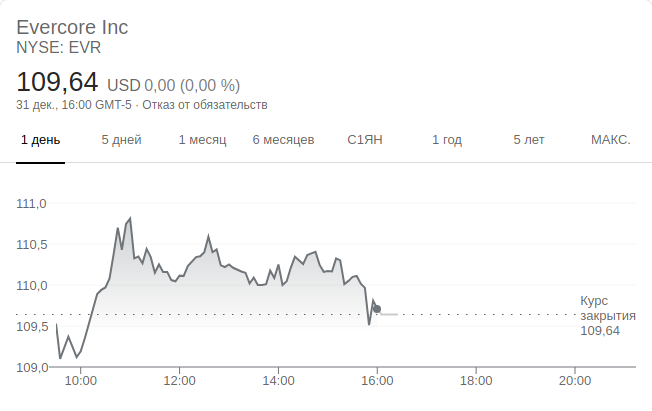 Evercore Inc
NYSE: EVR
109,64 USD 0,00 (0,00 %)
31 дек., 16:00 GMT-5 · Отказ от обязательств
1 день 5 дней 1 месяц 6 месяцев С1ЯН 1 год 5 лет МАКС.
111,0
110,5
110,0
109,5
109,0
Курс
закрытия
109,64
10:00 12:00 14:00 16:00 18:00 20:00